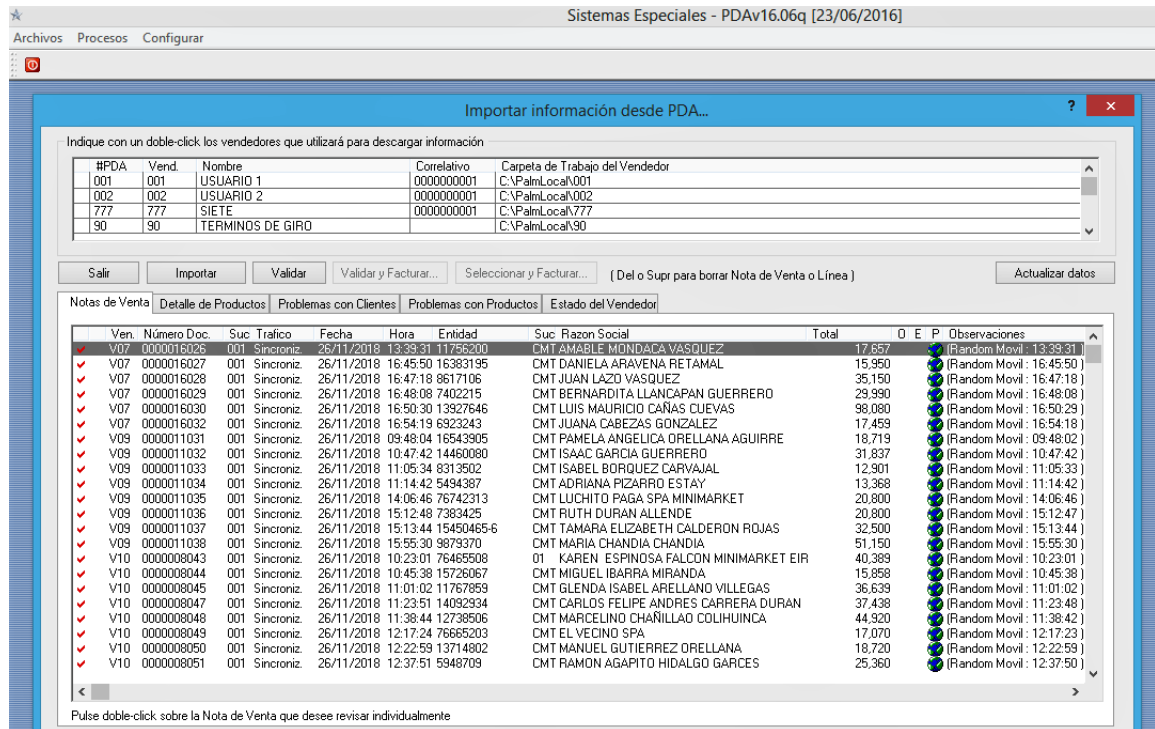 Sistemas Especiales - PDAv16.06q [23/06/2016]
Archivos Procesos Configurar
Importar información desde PDA... ? ×
Indique con un doble-click los vendedores que utilizará para descargar información
#PDA Vend. Nombre Correlativo Carpeta de Trabajo del Vendedor
001 001 USUARIO 1 0000000001 C:\PalmLocal\001
002 002 USUARIO 2 0000000001 C:\PalmLocal\002
777 777 SIETE 0000000001 C:\PalmLocal\777
90 90 TERMINOS DE GIRO C:\PalmLocal\90
Salir Importar Validar Validar y Facturar... Seleccionar y Facturar... ( Del o Supr para borrar Nota de Venta o Línea ) Actualizar datos
Notas de Venta Detalle de Productos Problemas con Clientes Problemas con Productos Estado del Vendedor
Ven. Número Doc. Suc Trafico Fecha Hora Entidad Suc Razon Social Total O E P Observaciones
V07 0000016026 001 Sincroniz. 26/11/2018 13:39:31 11756200 CMT AMABLE MONDACA VASQUEZ 17,657 (Random Movil : 13:39:31 )
V07 0000016027 001 Sincroniz. 26/11/2018 16:45:50 16383195 CMT DANIELA ARAVENA RETAMAL 15,950 (Random Movil : 16:45:50 )
V07 0000016028 001 Sincroniz. 26/11/2018 16:47:18 8617106 CMT JUAN LAZO VASQUEZ 35,150 (Random Movil : 16:47:18 )
V07 0000016029 001 Sincroniz. 26/11/2018 16:48:08 7402215 CMT BERNARDITA LLANCAPAN GUERRERO 29,990 (Random Movil : 16:48:08 )
V07 0000016030 001 Sincroniz. 26/11/2018 16:50:30 13927646 CMT LUIS MAURICIO CAÑAS CUEVAS 98,080 (Random Movil : 16:50:29 )
V07 0000016032 001 Sincroniz. 26/11/2018 16:54:19 6923243 CMT JUANA CABEZAS GONZALEZ 17,459 (Random Movil : 16:54:18 )
V09 0000011031 001 Sincroniz. 26/11/2018 09:48:04 16543905 CMT PAMELA ANGELICA ORELLANA AGUIRRE 18,719 (Random Movil : 09:48:02 )
V09 0000011032 001 Sincroniz. 26/11/2018 10:47:42 14460080 CMT ISAAC GARCIA GUERRERO 31,837 (Random Movil : 10:47:42 )
V09 0000011033 001 Sincroniz. 26/11/2018 11:05:34 8313502 CMT ISABEL BORQUEZ CARVAJAL 12,901 (Random Movil : 11:05:33 )
V09 0000011034 001 Sincroniz. 26/11/2018 11:14:42 5494387 CMT ADRIANA PIZARRO ESTAY 13,368 (Random Movil : 11:14:42 )
V09 0000011035 001 Sincroniz. 26/11/2018 14:06:46 76742313 CMT LUCHITO PAGA SPA MINIMARKET 20,800 (Random Movil : 14:06:46 )
V09 0000011036 001 Sincroniz. 26/11/2018 15:12:48 7383425 CMT RUTH DURAN ALLENDE 20,800 (Random Movil : 15:12:47 )
V09 0000011037 001 Sincroniz. 26/11/2018 15:13:44 15450465-6 CMT TAMARA ELIZABETH CALDERON ROJAS 32,500 (Random Movil : 15:13:44 )
V09 0000011038 001 Sincroniz. 26/11/2018 15:55:30 9879370 CMT MARIA CHANDIA CHANDIA 51,150 (Random Movil : 15:55:30 )
V10 0000008043 001 Sincroniz. 26/11/2018 10:23:01 76465508 01 KAREN ESPINOSA FALCON MINIMARKET EIR 40,389 (Random Movil : 10:23:01 )
V10 0000008044 001 Sincroniz. 26/11/2018 10:45:38 15726067 CMT MIGUEL IBARRA MIRANDA 15,858 (Random Movil : 10:45:38 )
V10 0000008045 001 Sincroniz. 26/11/2018 11:01:02 11767859 CMT GLENDA ISABEL ARELLANO VILLEGAS 36,639 (Random Movil : 11:01:02 )
V10 0000008047 001 Sincroniz. 26/11/2018 11:23:51 14092934 CMT CARLOS FELIPE ANDRES CARRERA DURAN 37,438 (Random Movil : 11:23:48 )
V10 0000008048 001 Sincroniz. 26/11/2018 11:38:44 12738506 CMT MARCELINO CHAÑILLAO COLIHUINCA 44,920 (Random Movil : 11:38:42 )
V10 0000008049 001 Sincroniz. 26/11/2018 12:17:24 76665203 CMT EL VECINO SPA 17,070 (Random Movil : 12:17:23 )
V10 0000008050 001 Sincroniz. 26/11/2018 12:22:59 13714802 CMT MANUEL GUTIERREZ ORELLANA 18,720 (Random Movil : 12:22:59 )
V10 0000008051 001 Sincroniz. 26/11/2018 12:37:51 5948709 CMT RAMON AGAPITO HIDALGO GARCES 25,360 (Random Movil : 12:37:50 )
Pulse doble-click sobre la Nota de Venta que desee revisar individualmente